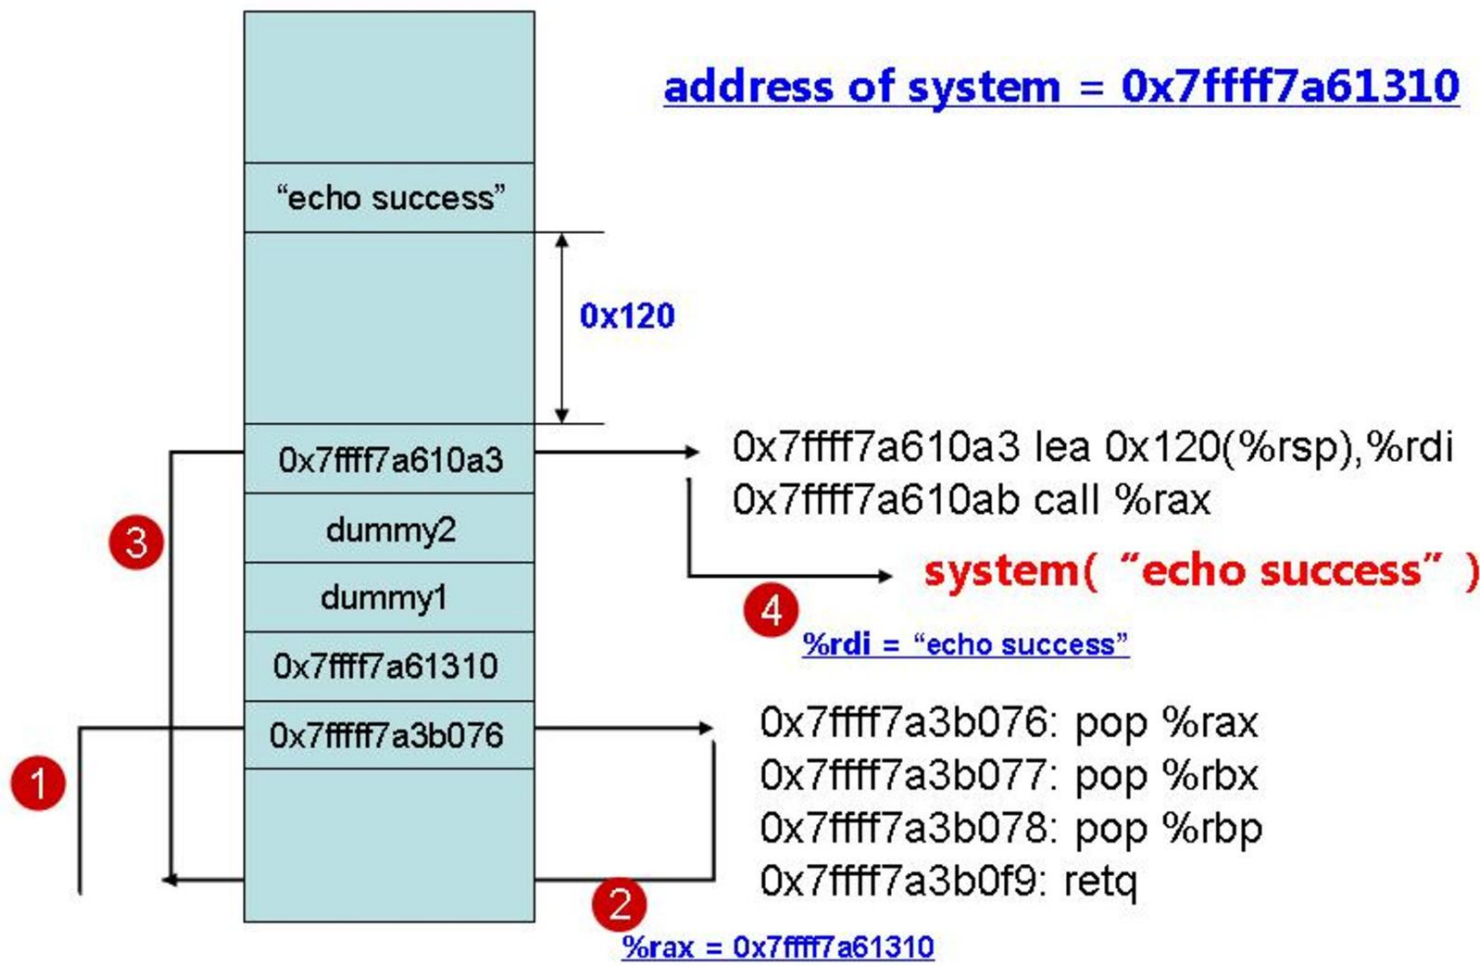 address of system = 0x7ffff7a61310
“echo success”
0x120
0x7ffff7a610a3
0x7ffff7a610a3 lea 0x120(%rsp),%rdi
0x7ffff7a610ab call %rax
dummy2
3
dummy1
system( “echo success” )
4
%rdi = “echo success”
0x7ffff7a61310
0x7fffff7a3b076
0x7ffff7a3b076: pop %rax
1
0x7ffff7a3b077: pop %rbx
0x7ffff7a3b078: pop %rbp
0x7ffff7a3b0f9: retq
2
%rax = 0x7ffff7a61310